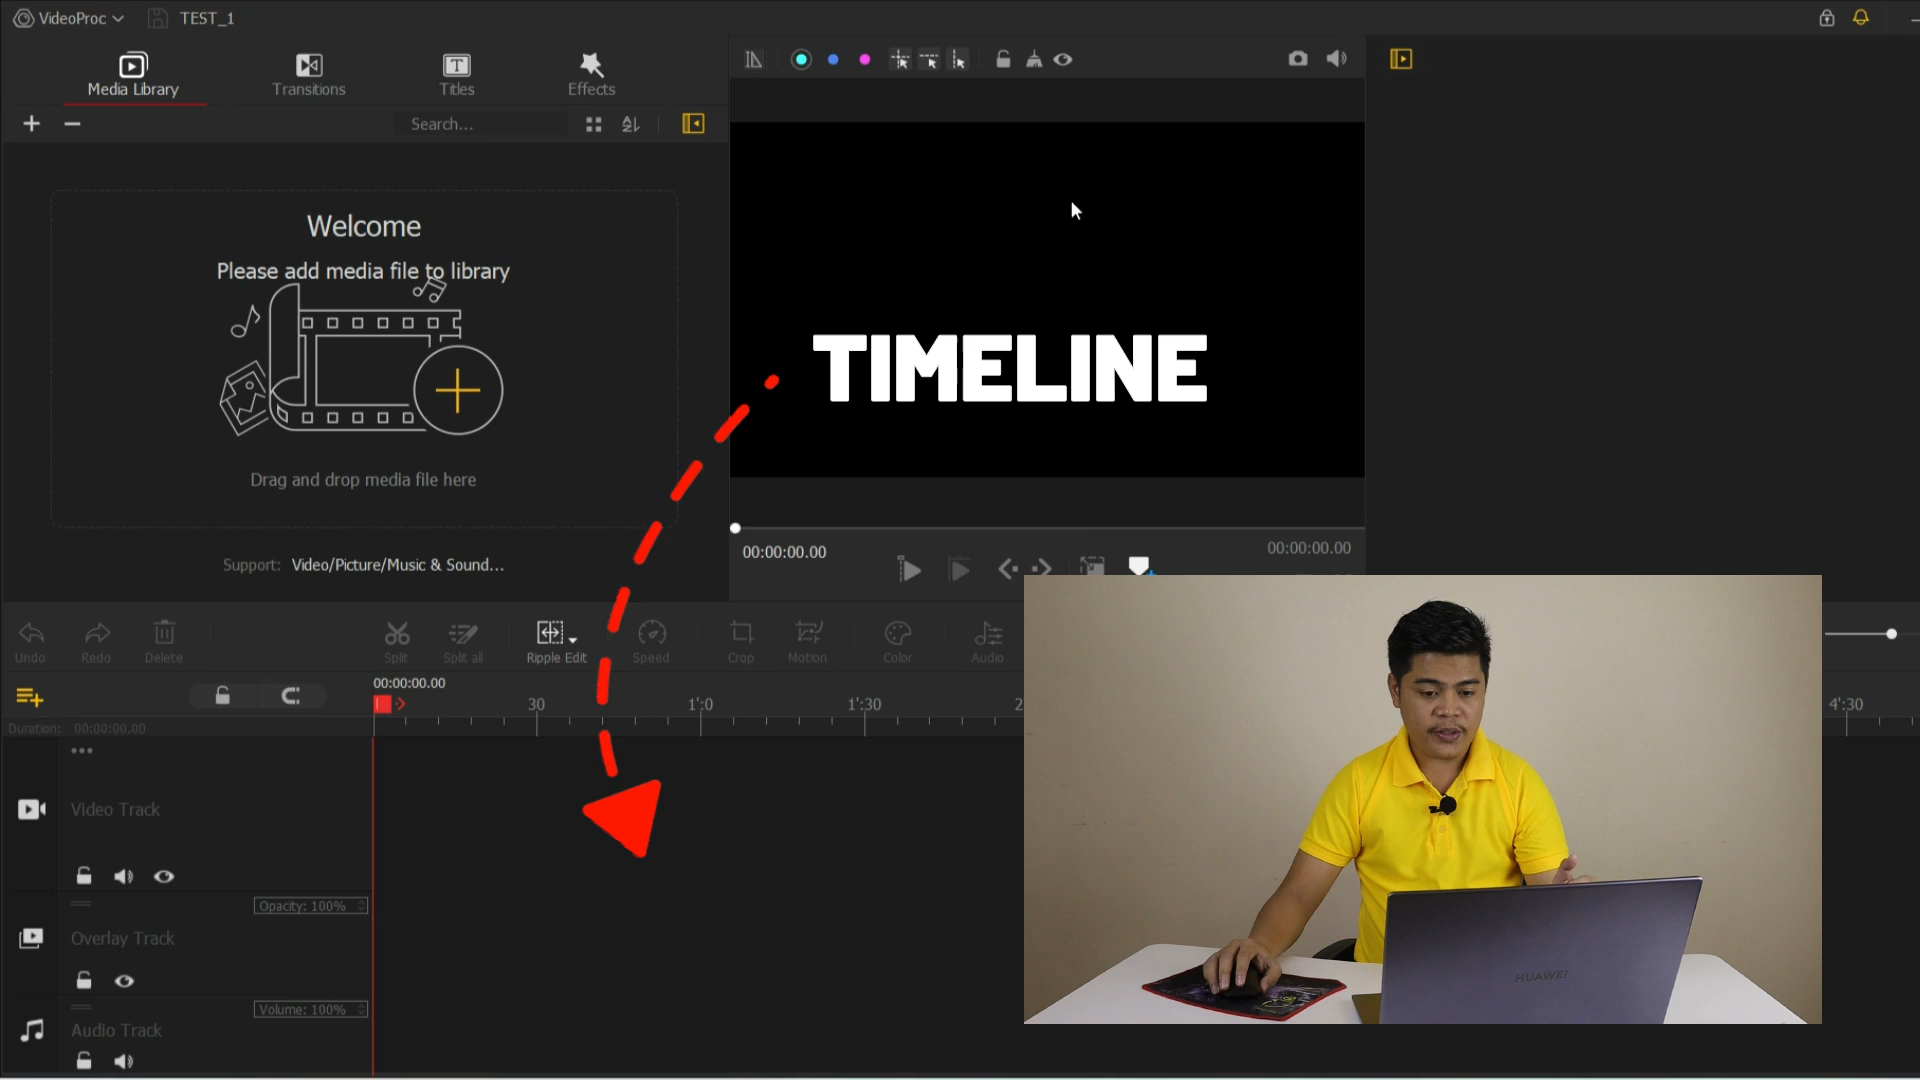 VideoProc
TEST_1
Media Library
Transitions
Titles
Effects
Search...
Welcome
Please add media file to library
Drag and drop media file here
Support: Video/Picture/Music & Sound...
TIMELINE
00:00:00.00
00:00:00.00
Undo
Redo
Delete
Split
Split all
Ripple Edit
Speed
Crop
Motion
Color
Audio
00:00:00.00
30
1':0
1':30
2
4':30
Duration: 00:00:00.00
Video Track
Opacity: 100%
Overlay Track
Volume: 100%
Audio Track
HUAWEI